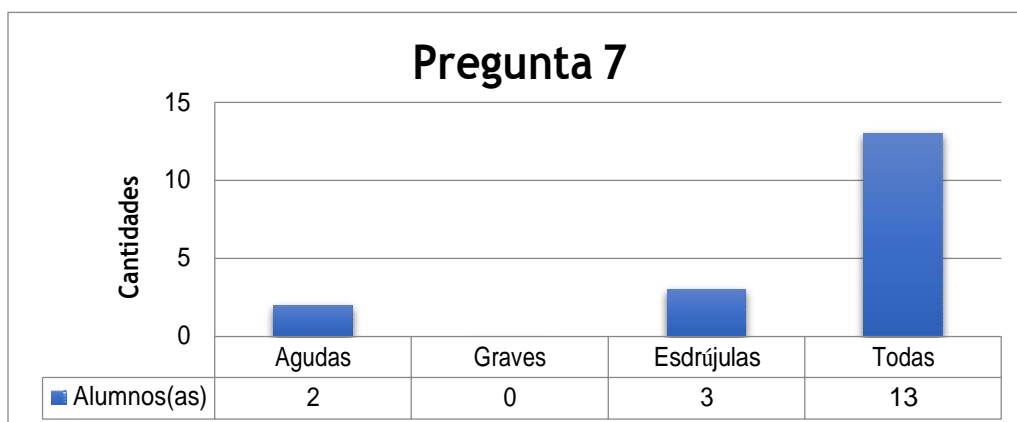 Pregunta 7
Cantidades
15
10
5
0
Agudas Graves Esdrújulas Todas
Alumnos(as) 2 0 3 13